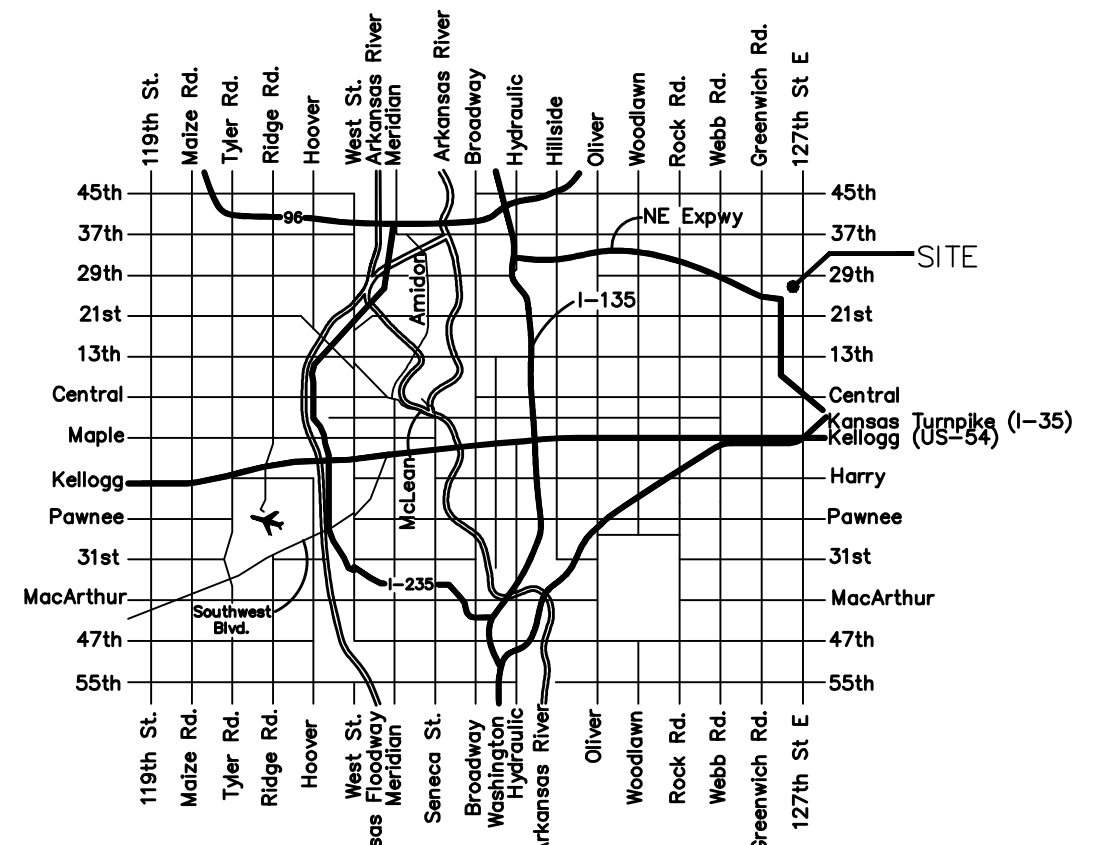 119th St.
Maize Rd.
Tyler Rd.
Ridge Rd.
Hoover
West St.
Arkansas River
Meridian
Arkansas River
Broadway
Hydraulic
Hillside
Oliver
Woodlawn
Rock Rd.
Webb Rd.
Greenwich Rd.
127th St E
45th
45th
96
NE Expwy
37th
37th
SITE
29th
29th
Amidon
I-135
21st
21st
13th
13th
Central
Central
Kansas Turnpike (I-35)
Maple
Kellogg (US-54)
Kellogg
Harry
McLean
Pawnee
Pawnee
31st
31st
I-235
MacArthur
MacArthur
Southwest
Blvd.
47th
47th
55th
55th
119th St.
Maize Rd.
Tyler Rd.
Ridge Rd.
Hoover
West St.
sas Floodway
Meridian
Seneca St.
Broadway
Washington
Hydraulic
Arkansas River
Oliver
Woodlawn
Rock Rd.
Webb Rd.
Greenwich Rd.
127th St E